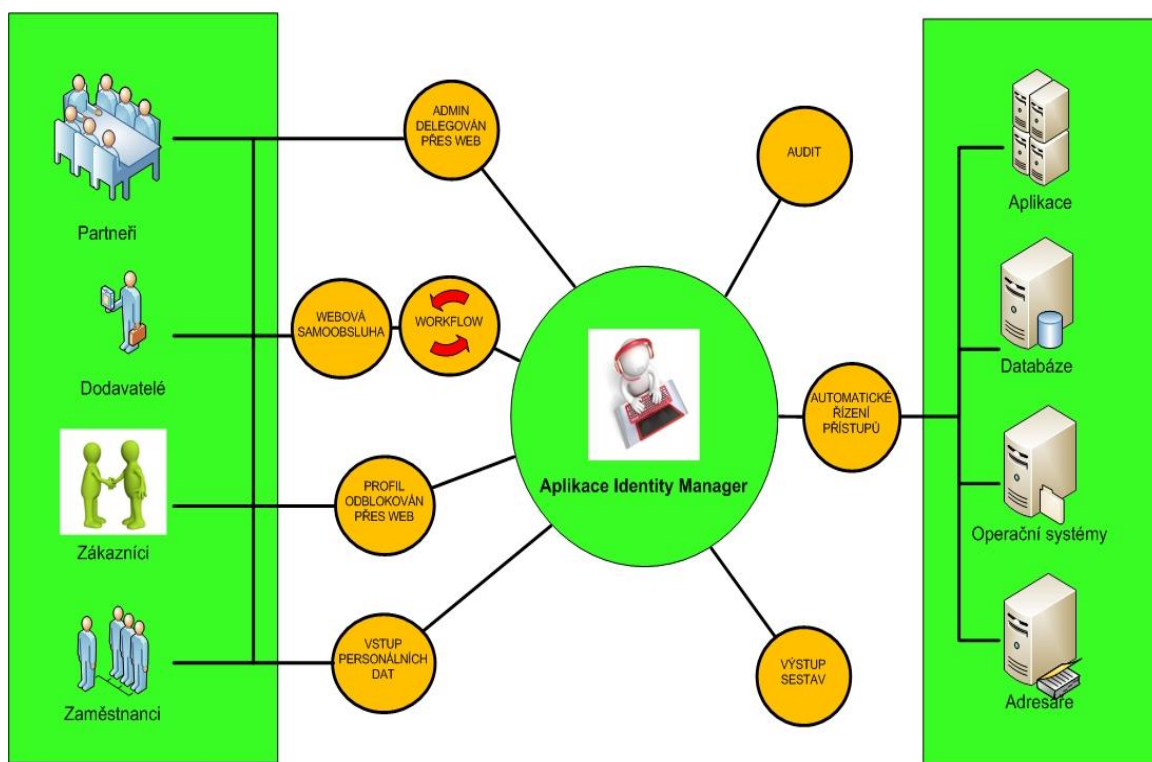 Partneři
Dodavatelé
Zákazníci
Zaměstnanci
ADMIN
DELEGOVÁN
PŘES WEB
WEBOVÁ
SAMOOBSLUHA
WORKFLOW
PROFIL
ODBLOKOVÁN
PŘES WEB
VSTUP
PERSONÁLNÍCH
DAT
Aplikace Identity Manager
AUDIT
AUTOMATICKÉ
ŘÍZENÍ
PŘÍSTUPŮ
VÝSTUP
SESTAV
Aplikace
Databáze
Operační systémy
Adresáře